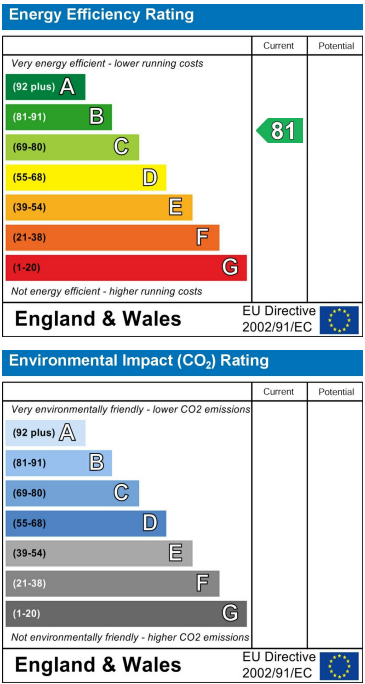 Energy Efficiency Rating
Current Potential
Very energy efficient - lower running costs
(92 plus) A
(81-91) B
81
(69-80) C
(55-68) D
(39-54) E
(21-38) F
(1-20) G
Not energy efficient - higher running costs
England & Wales
EU Directive
2002/91/EC
Environmental Impact (CO₂) Rating
Current Potential
Very environmentally friendly - lower CO2 emissions
(92 plus) A
(81-91) B
(69-80) C
(55-68) D
(39-54) E
(21-38) F
(1-20) G
Not environmentally friendly - higher CO2 emissions
England & Wales
EU Directive
2002/91/EC